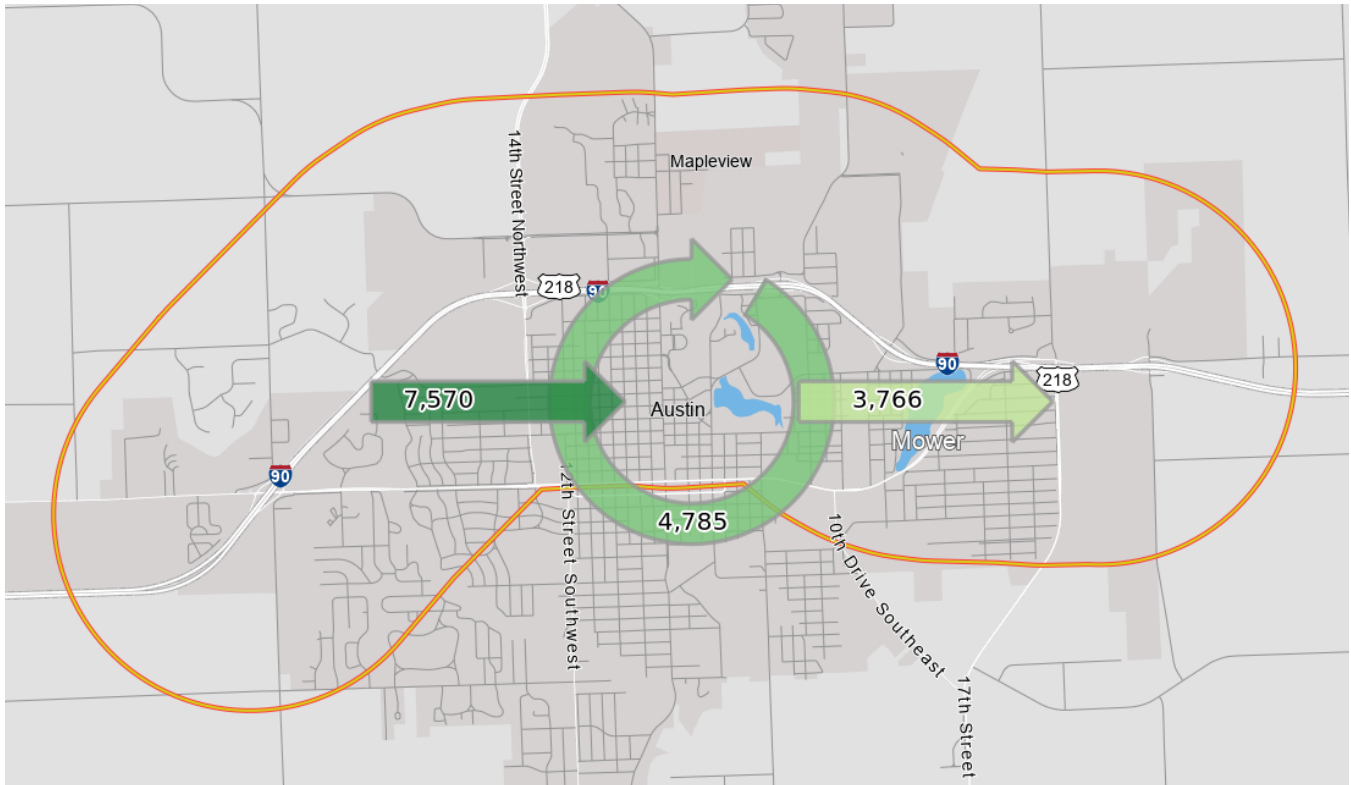 14th Street Northwest
Mapleview
218
90
90
218
7,570
3,766
Austin
Mower
90
12th Street Southwest
4,785
10th Drive Southeast
17th Street